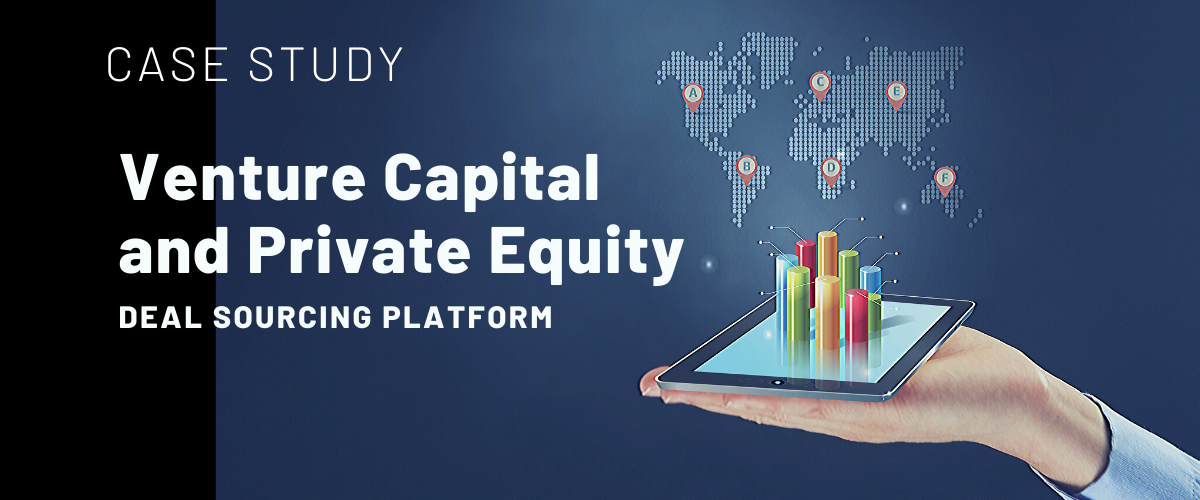 CASE STUDY
Venture Capital
and Private Equity
DEAL SOURCING PLATFORM
A
C
E
B
D
F